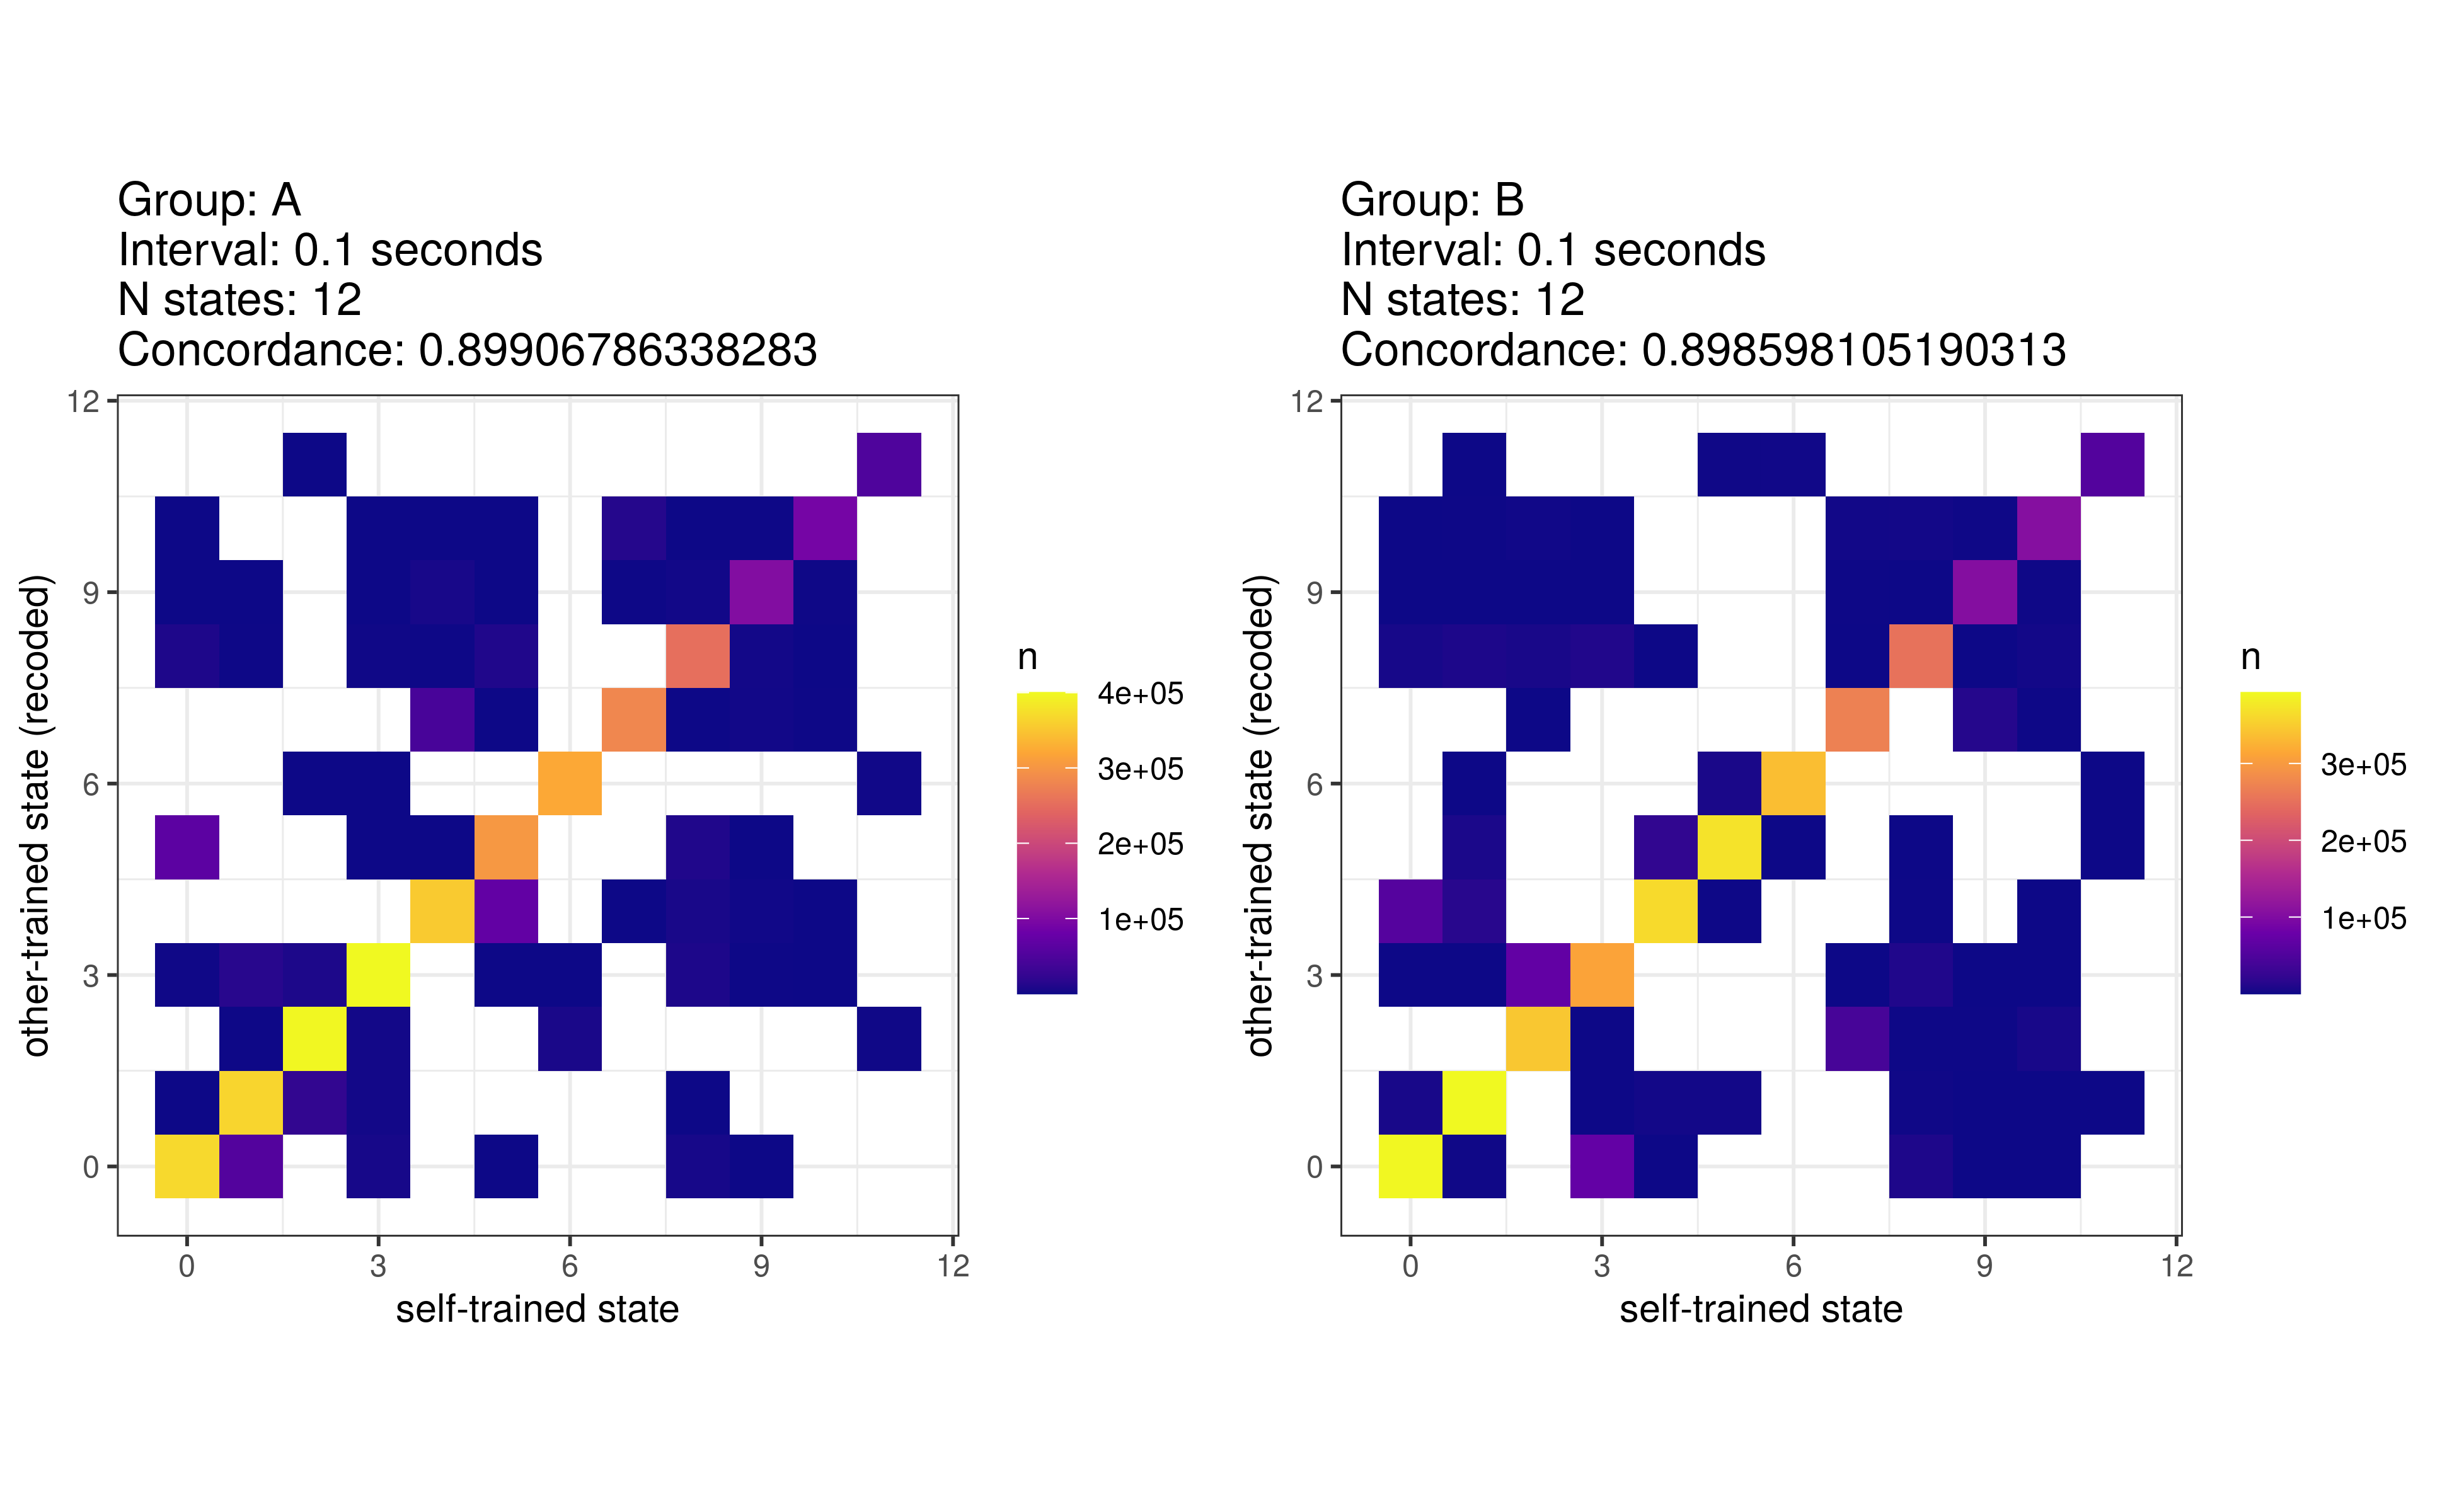 Group: A
Interval: 0.1 seconds
N states: 12
Concordance: 0.89906786338283
12
9
6
3
0
other-trained state (recoded)
0 3 6 9 12
self-trained state
n
4e+05
3e+05
2e+05
1e+05
Group: B
Interval: 0.1 seconds
N states: 12
Concordance: 0.898598105190313
12
9
6
3
0
other-trained state (recoded)
0 3 6 9 12
self-trained state
n
3e+05
2e+05
1e+05